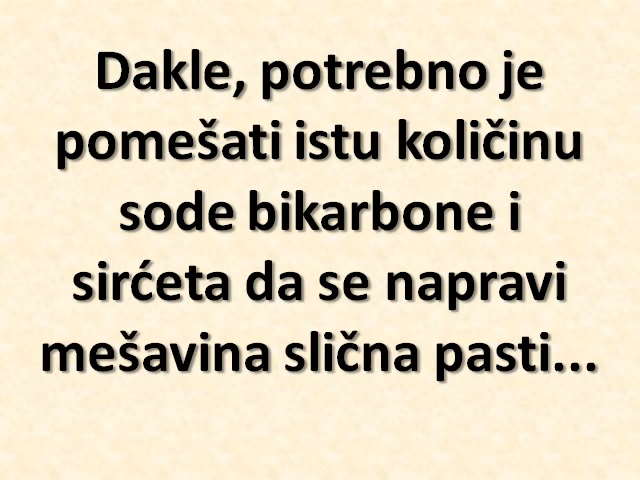 Dakle, potrebno je
pomešati istu količinu
sode bikarbone i
sirćeta da se napravi
mešavina slična pasti...